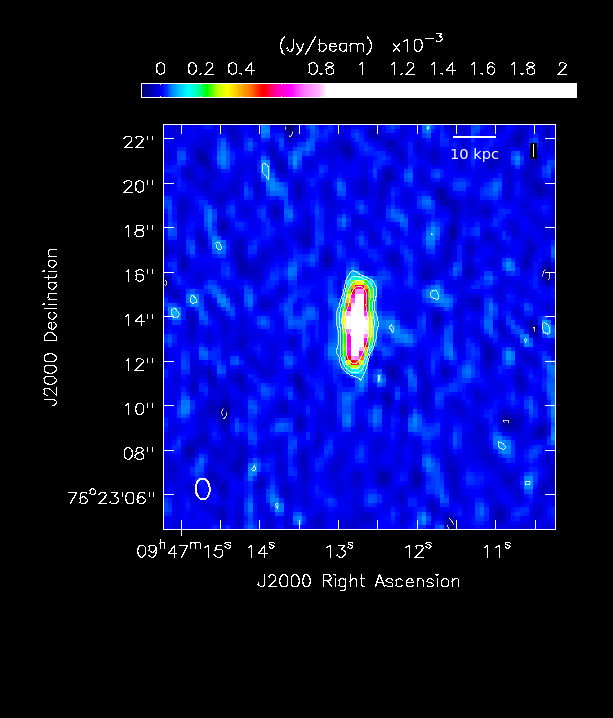 (Jy/beam) x10⁻³
0 0.2 0.4 0.8 1 1.2 1.4 1.6 1.8 2
10 kpc
22''
20''
18''
16''
14''
12''
10''
08''
76°23'06''
J2000 Declination
09ʰ47ᵐ15ˢ 14ˢ 13ˢ 12ˢ 11ˢ
J2000 Right Ascension